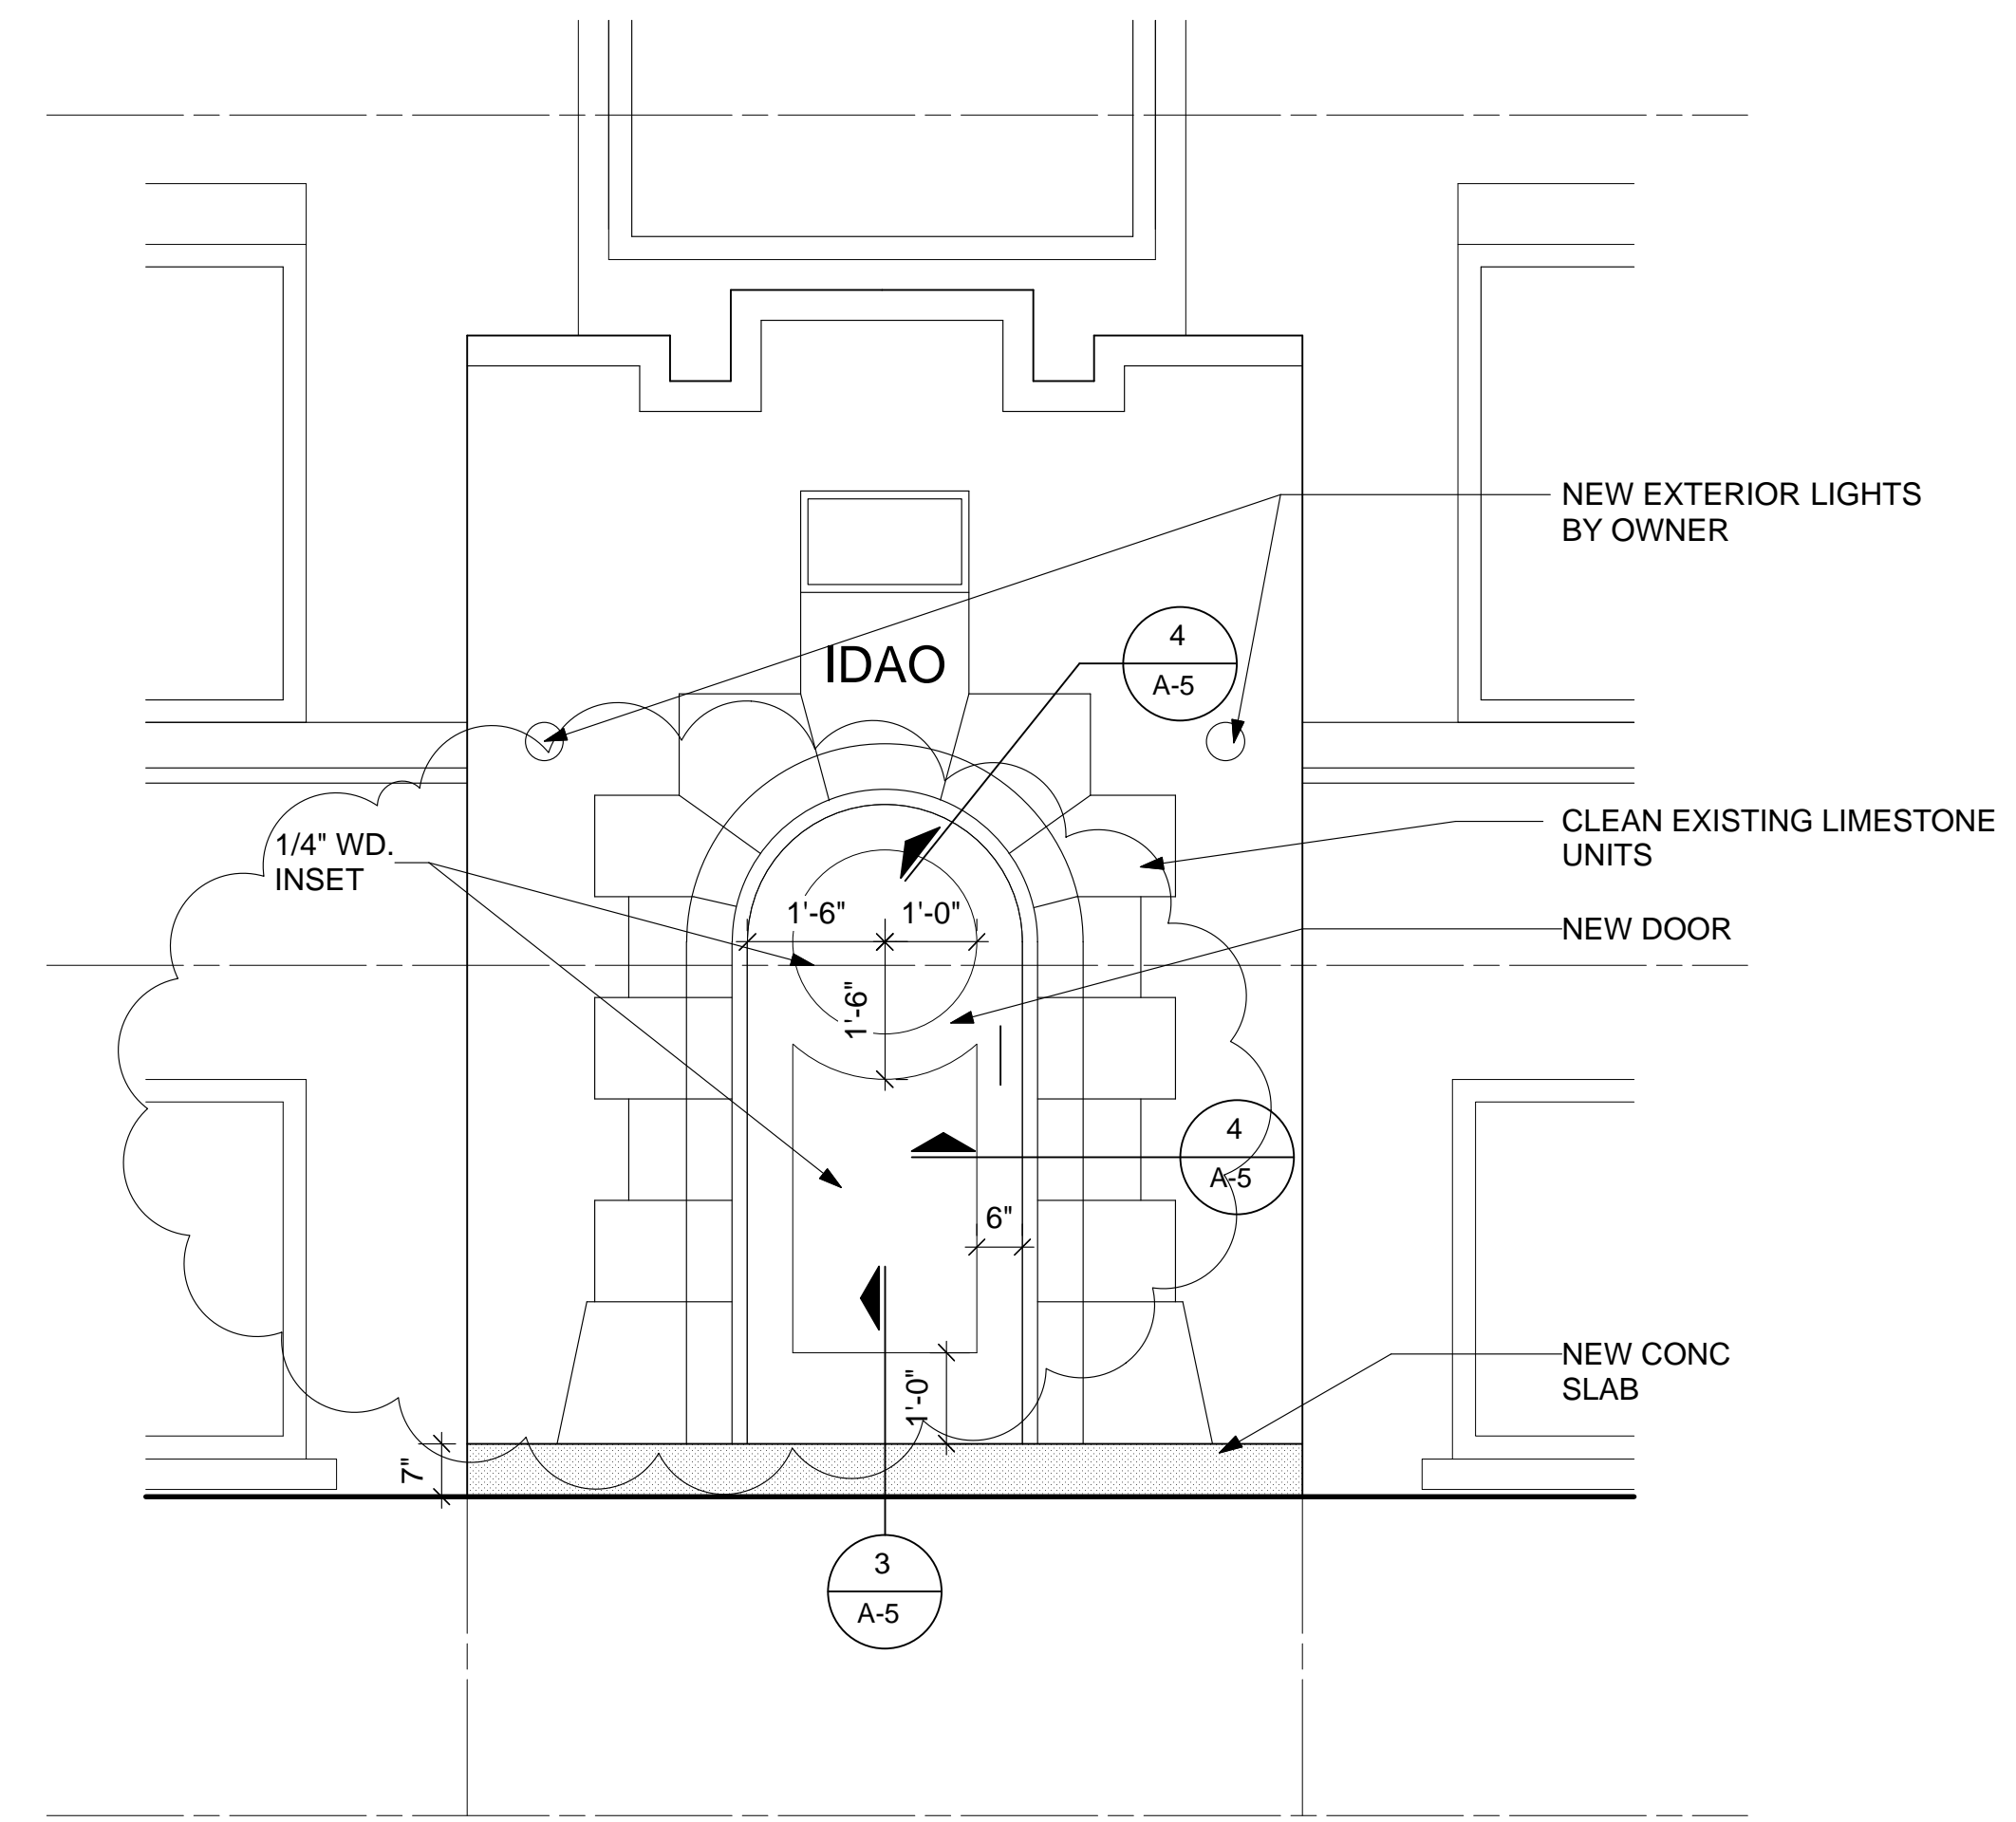 NEW EXTERIOR LIGHTS
BY OWNER
4
A-5
IDAO
CLEAN EXISTING LIMESTONE
UNITS
1/4" WD.
INSET
1'-6"
1'-0"
NEW DOOR
1'-6"
4
A-5
6"
NEW CONC
SLAB
1'-0"
7"
3
A-5